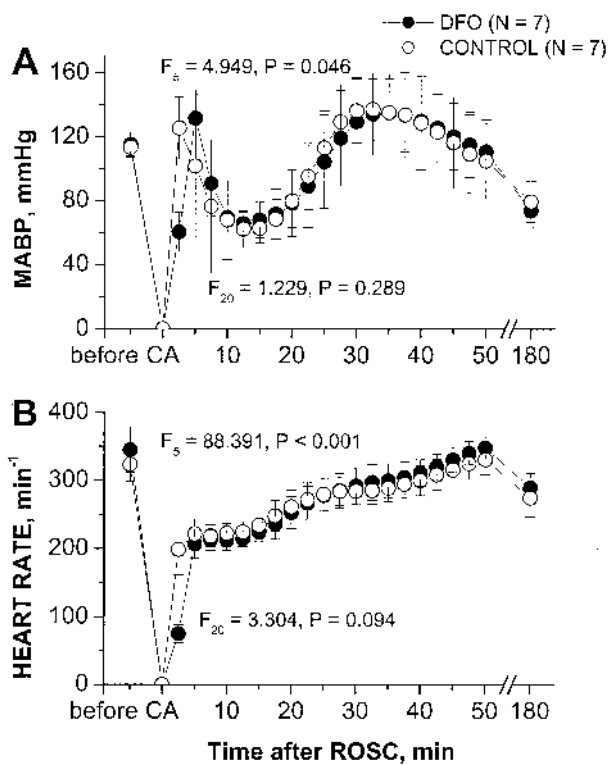 DFO (N = 7)
CONTROL (N = 7)
A
F5 = 4.949, P = 0.046
160
120
80
40
0
MABP, mmHg
F20 = 1.229, P = 0.289
before CA 10 20 30 40 50 180
B
F5 = 88.391, P < 0.001
400
300
200
100
0
HEART RATE, min-1
F20 = 3.304, P = 0.094
before CA 10 20 30 40 50 180
Time after ROSC, min